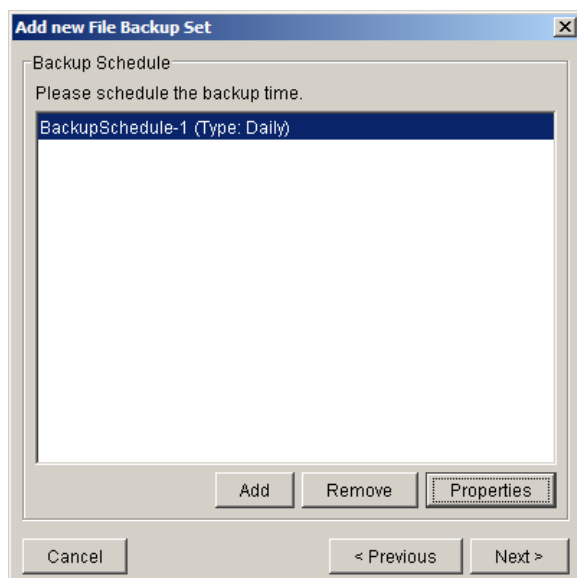 Add new File Backup Set
Backup Schedule
Please schedule the backup time.
BackupSchedule-1 (Type: Daily)
Add Remove Properties
Cancel < Previous Next >